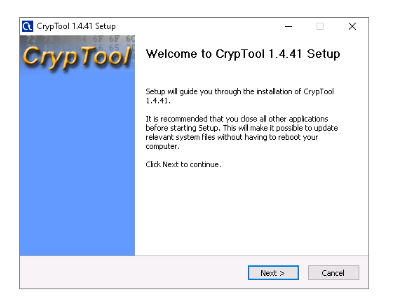 CrypTool 1.4.41 Setup
CrypTool
Welcome to CrypTool 1.4.41 Setup
Setup will guide you through the installation of CrypTool
1.4.41.
It is recommended that you close all other applications
before starting Setup. This will make it possible to update
relevant system files without having to reboot your
computer.
Click Next to continue.
Next >
Cancel